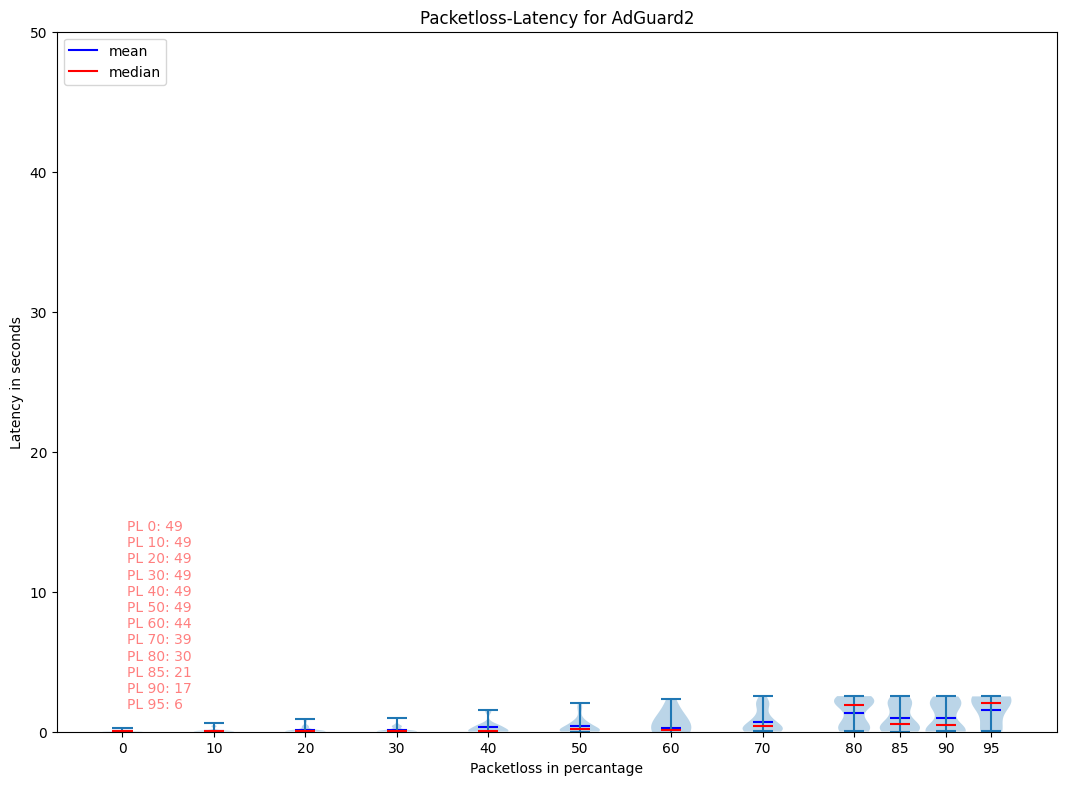 Packetloss-Latency for AdGuard2
mean
median
50
40
30
20
10
0
Latency in seconds
PL 0: 49
PL 10: 49
PL 20: 49
PL 30: 49
PL 40: 49
PL 50: 49
PL 60: 44
PL 70: 39
PL 80: 30
PL 85: 21
PL 90: 17
PL 95: 6
0 10 20 30 40 50 60 70 80 85 90 95
Packetloss in percantage